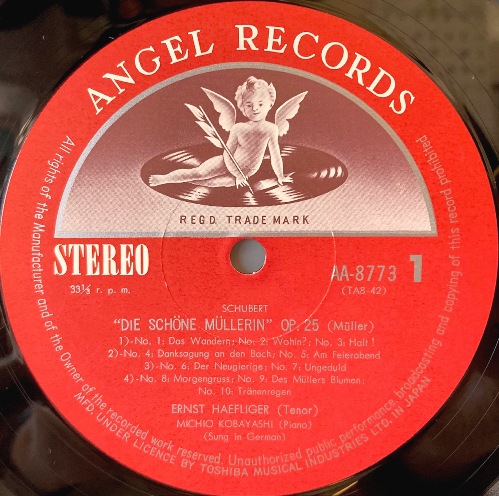 ANGEL RECORDS
REGD. TRADE MARK
STEREO
33⅓ r. p. m.
AA-8773 1
(TA8-42)
SCHUBERT
"DIE SCHÖNE MÜLLERIN" OP. 25 (Müller)
1)-No. 1: Das Wandern; No. 2: Wohin?; No. 3: Halt!
2)-No. 4: Danksagung an den Bach; No. 5: Am Feierabend
3)-No. 6: Der Neugierige; No. 7: Ungeduld
4)-No. 8: Morgengruss; No. 9: Des Müllers Blumen;
No. 10: Tränenregen
ERNST HAEFLIGER (Tenor)
MICHIO KOBAYASHI (Piano)
(Sung in German)
All rights of the Manufacturer and of the Owner of the recorded work reserved. Unauthorized public performance, broadcasting and copying of this record prohibited
MFD. UNDER LICENCE BY TOSHIBA MUSICAL INDUSTRIES LTD. IN JAPAN